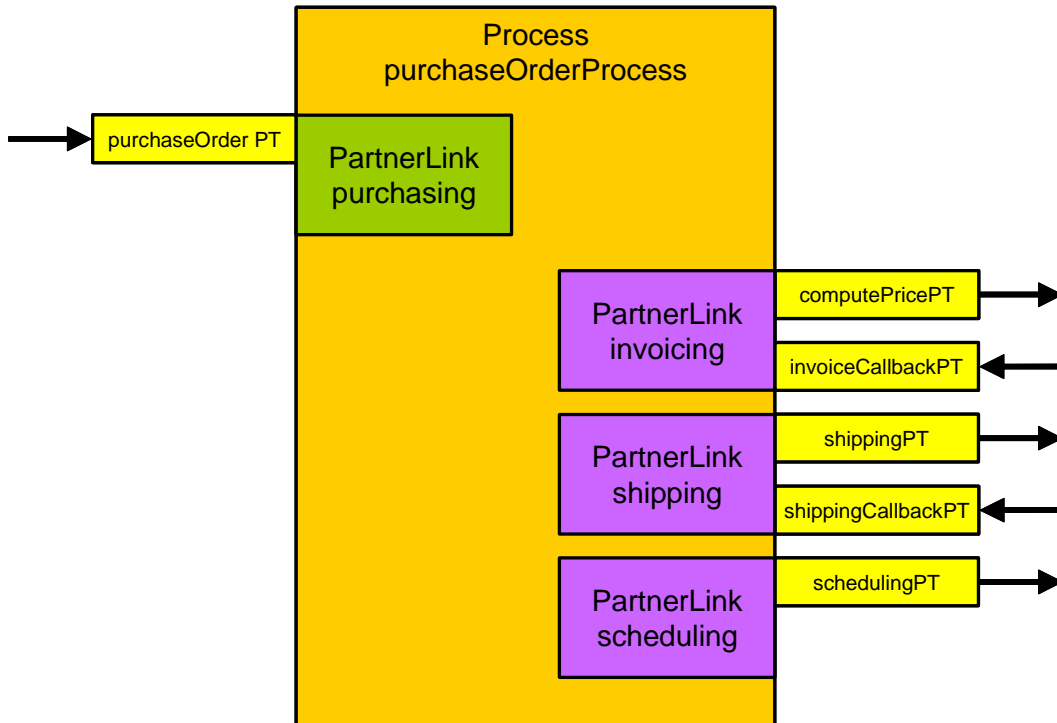 Process
purchaseOrderProcess
purchaseOrder PT
PartnerLink
purchasing
PartnerLink
invoicing
computePricePT
invoiceCallbackPT
PartnerLink
shipping
shippingPT
shippingCallbackPT
PartnerLink
scheduling
schedulingPT